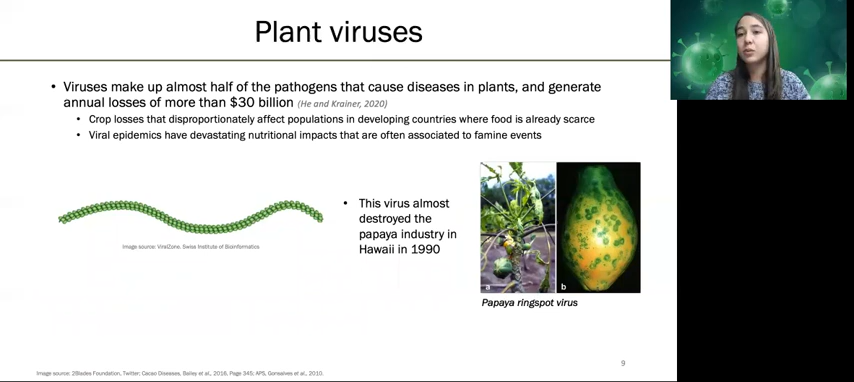 Plant viruses
• Viruses make up almost half of the pathogens that cause diseases in plants, and generate
annual losses of more than $30 billion (He and Krainer, 2020)
• Crop losses that disproportionately affect populations in developing countries where food is already scarce
• Viral epidemics have devastating nutritional impacts that are often associated to famine events
Image source: ViralZone. Swiss Institute of Bioinformatics
• This virus almost
destroyed the
papaya industry in
Hawaii in 1990
a
b
Papaya ringspot virus
9
Image source: 2Blades Foundation, Twitter; Cacao Diseases, Bailey et al., 2016, Page 345; APS, Gonsalves et al., 2010.